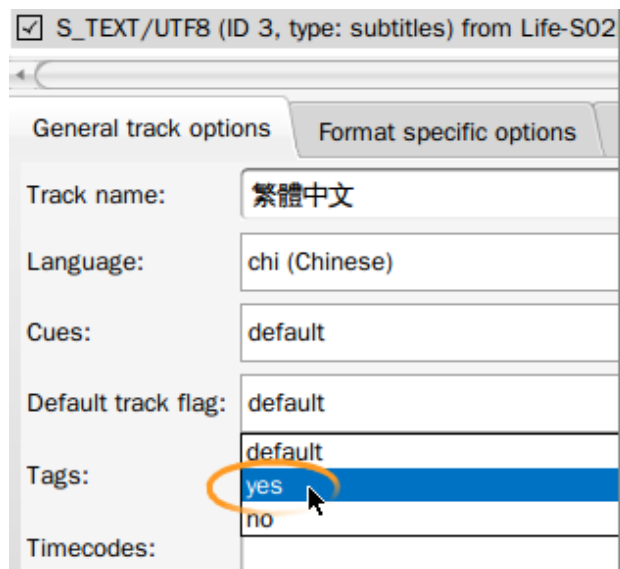 S_TEXT/UTF8 (ID 3, type: subtitles) from Life-S02
General track options Format specific options
Track name: 繁體中文
Language: chi (Chinese)
Cues: default
Default track flag: default
default
Tags: yes
no
Timecodes: